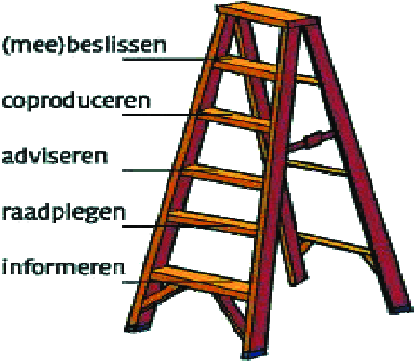 (mee)beslissen
coproduceren
adviseren
raadplegen
informeren